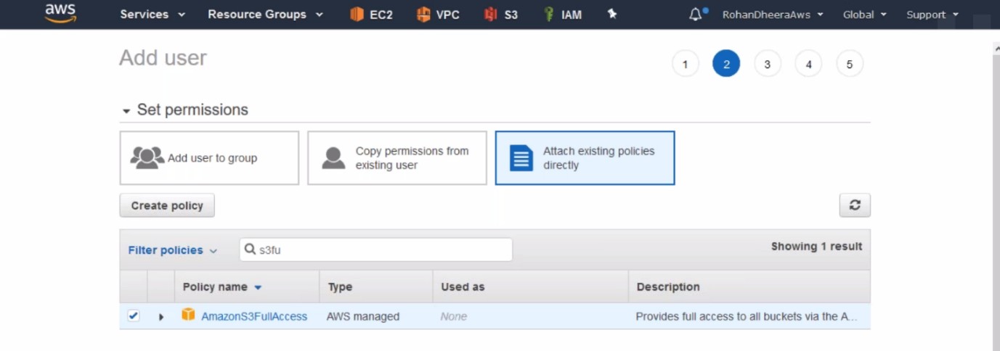 aws Services Resource Groups EC2 VPC S3 IAM RohanDheeraAws Global Support
Add user
1 2 3 4 5
Set permissions
Add user to group
Copy permissions from
existing user
Attach existing policies
directly
Create policy
Filter policies s3fu Showing 1 result
Policy name Type Used as Description
AmazonS3FullAccess AWS managed None Provides full access to all buckets via the A...